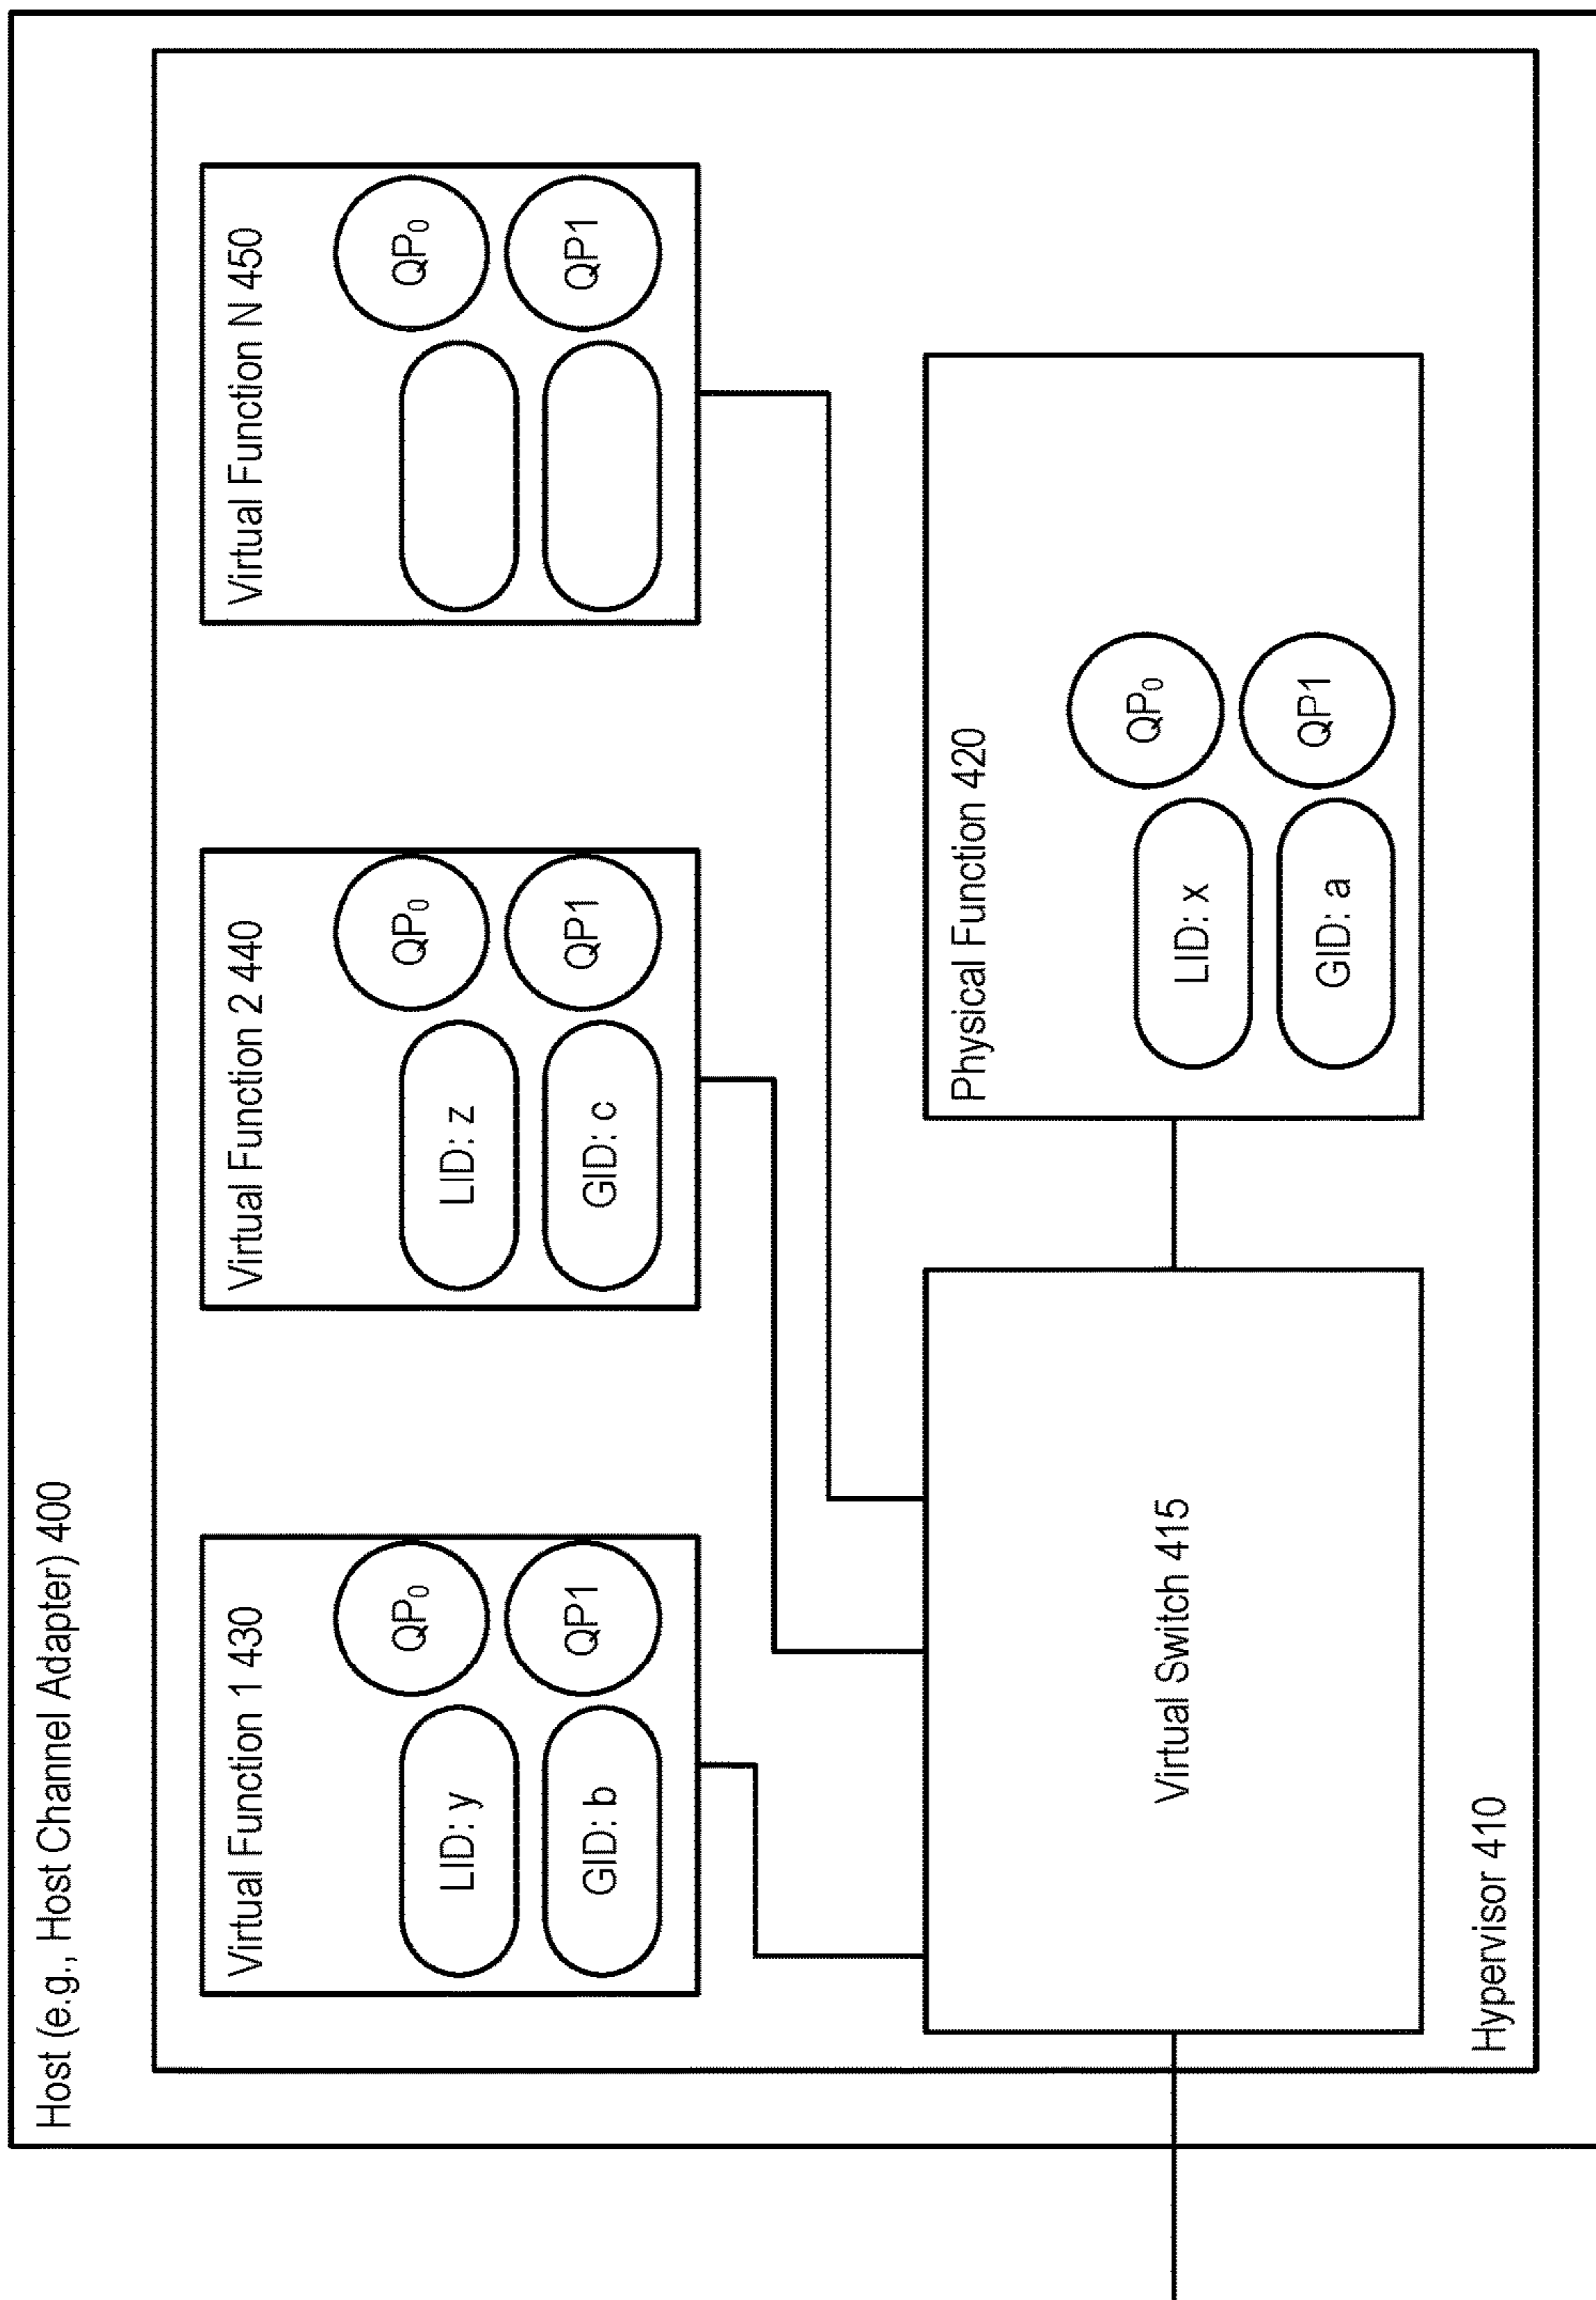 Host (e.g., Host Channel Adapter) 400
Virtual Function 1 430
QP₀
LID: y
QP1
GID: b
Virtual Function 2 440
QP₀
LID: z
QP1
GID: c
Virtual Function N 450
QP₀
QP1
Virtual Switch 415
Physical Function 420
QP₀
LID: x
QP1
GID: a
Hypervisor 410